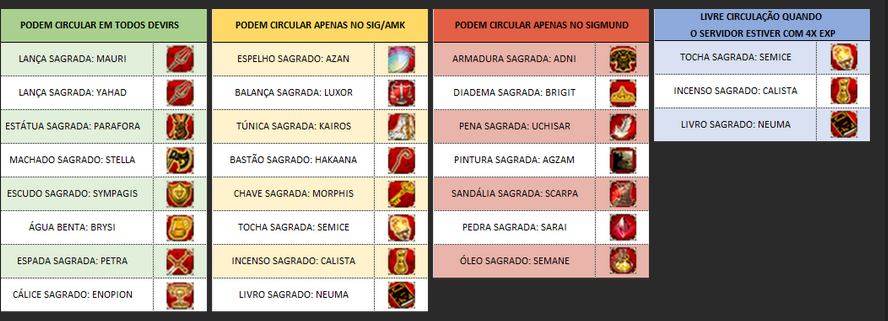 PODEM CIRCULAR EM TODOS DEVIRS
LANÇA SAGRADA: MAURI
LANÇA SAGRADA: YAHAD
ESTÁTUA SAGRADA: PARAFORA
MACHADO SAGRADO: STELLA
ESCUDO SAGRADO: SYMPAGIS
ÁGUA BENTA: BRYSI
ESPADA SAGRADA: PETRA
CÁLICE SAGRADO: ENOPION
PODEM CIRCULAR APENAS NO SIG/AMK
ESPELHO SAGRADO: AZAN
BALANÇA SAGRADA: LUXOR
TÚNICA SAGRADA: KAIROS
BASTÃO SAGRADO: HAKAANA
CHAVE SAGRADA: MORPHIS
TOCHA SAGRADA: SEMICE
INCENSO SAGRADO: CALISTA
LIVRO SAGRADO: NEUMA
PODEM CIRCULAR APENAS NO SIGMUND
ARMADURA SAGRADA: ADNI
DIADEMA SAGRADA: BRIGIT
PENA SAGRADA: UCHISAR
PINTURA SAGRADA: AGZAM
SANDÁLIA SAGRADA: SCARPA
PEDRA SAGRADA: SARAI
ÓLEO SAGRADO: SEMANE
LIVRE CIRCULAÇÃO QUANDO
O SERVIDOR ESTIVER COM 4X EXP
TOCHA SAGRADA: SEMICE
INCENSO SAGRADO: CALISTA
LIVRO SAGRADO: NEUMA